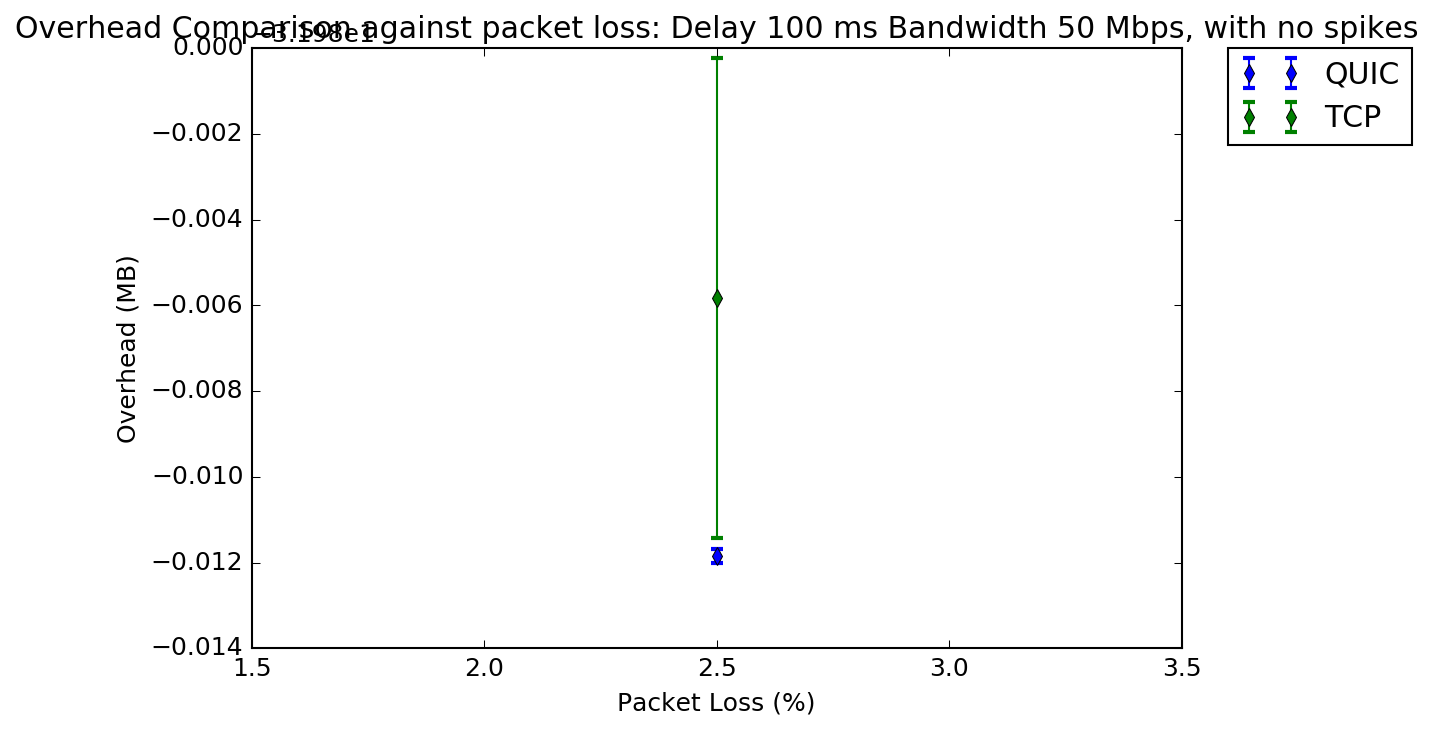 Overhead Comparison against packet loss: Delay 100 ms Bandwidth 50 Mbps, with no spikes
−3.198e1
0.000
−0.002
−0.004
−0.006
−0.008
−0.010
−0.012
−0.014
Overhead (MB)
1.5 2.0 2.5 3.0 3.5
Packet Loss (%)
QUIC
TCP